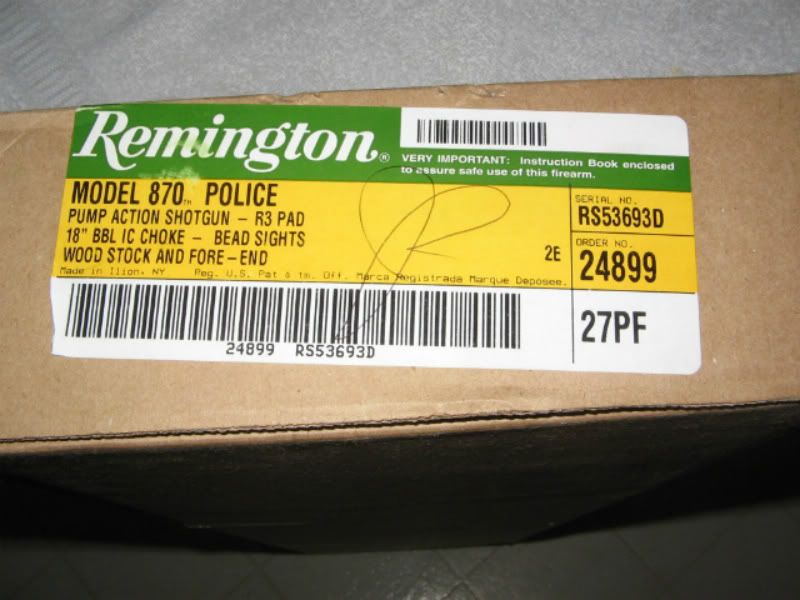 Remington®
VERY IMPORTANT: Instruction Book enclosed
to assure safe use of this firearm.
MODEL 870 TM POLICE
PUMP ACTION SHOTGUN - R3 PAD
18" BBL IC CHOKE - BEAD SIGHTS
WOOD STOCK AND FORE-END
2E
Made in Ilion, NY Reg. U.S. Pat & tm. Off. Marca Registrada Marque Deposee.
SERIAL NO.
RS53693D
ORDER NO.
24899
27PF
24899 RS53693D